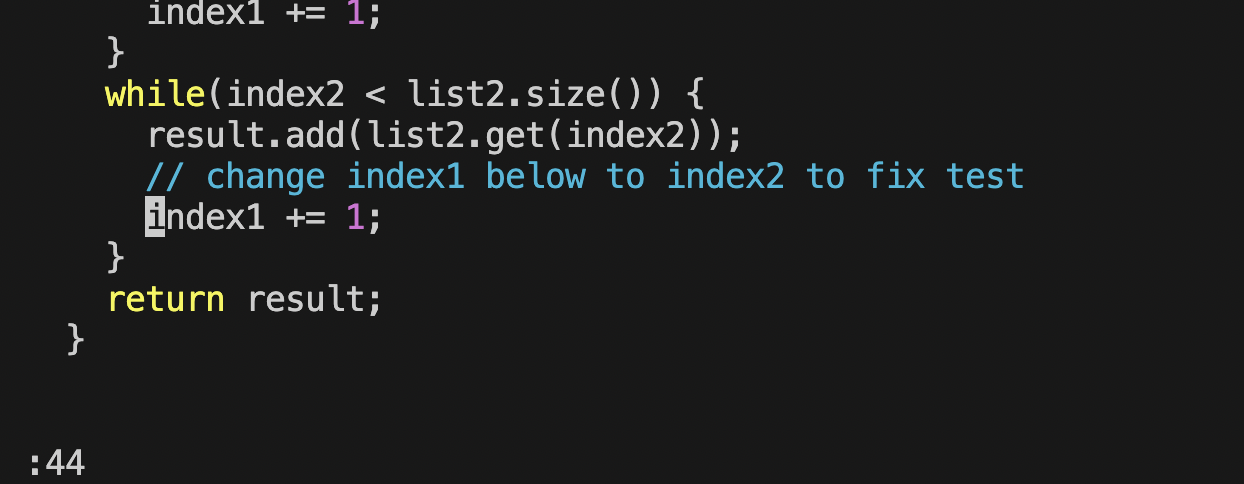 index1 += 1;
}
while(index2 < list2.size()) {
result.add(list2.get(index2));
// change index1 below to index2 to fix test
index1 += 1;
}
return result;
}
:44